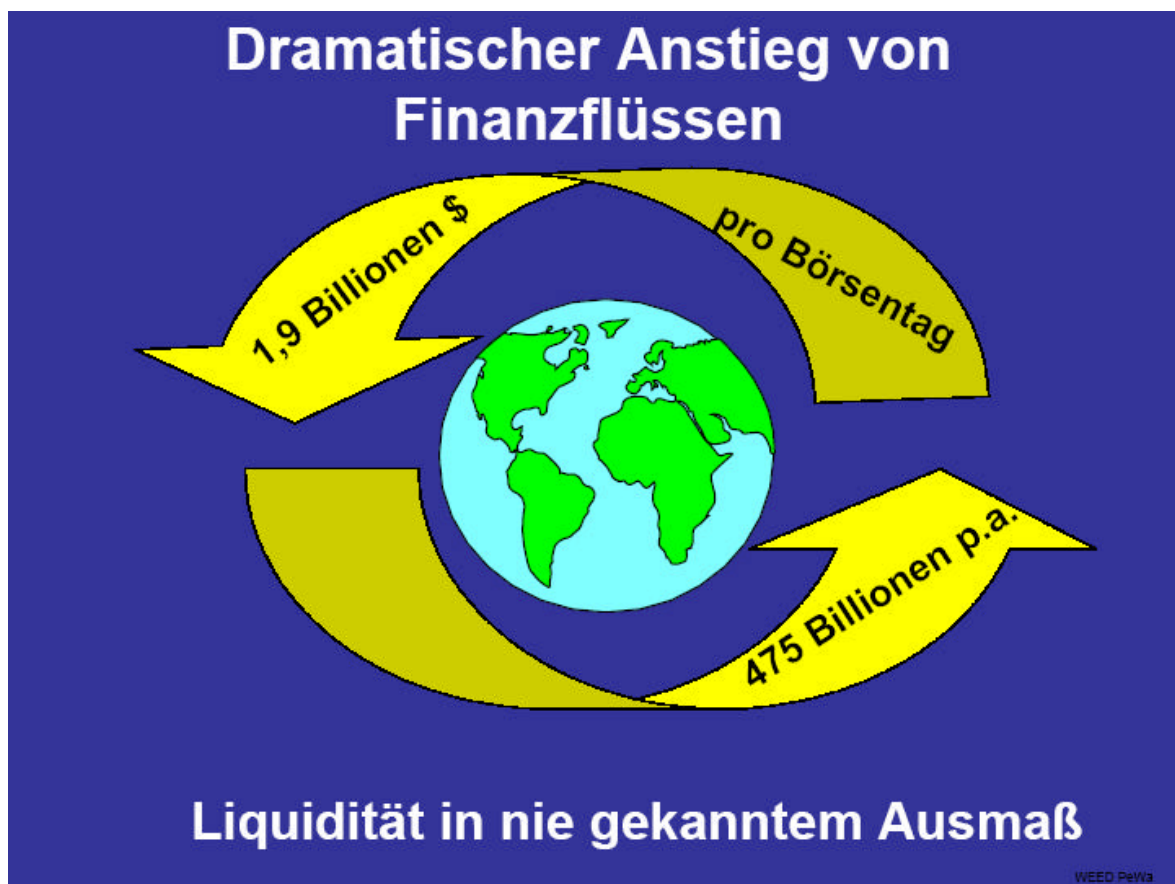 Dramatischer Anstieg von
Finanzflüssen
1,9 Billionen $
pro Börsentag
475 Billionen p.a.
Liquidität in nie gekanntem Ausmaß
WEED PeWa